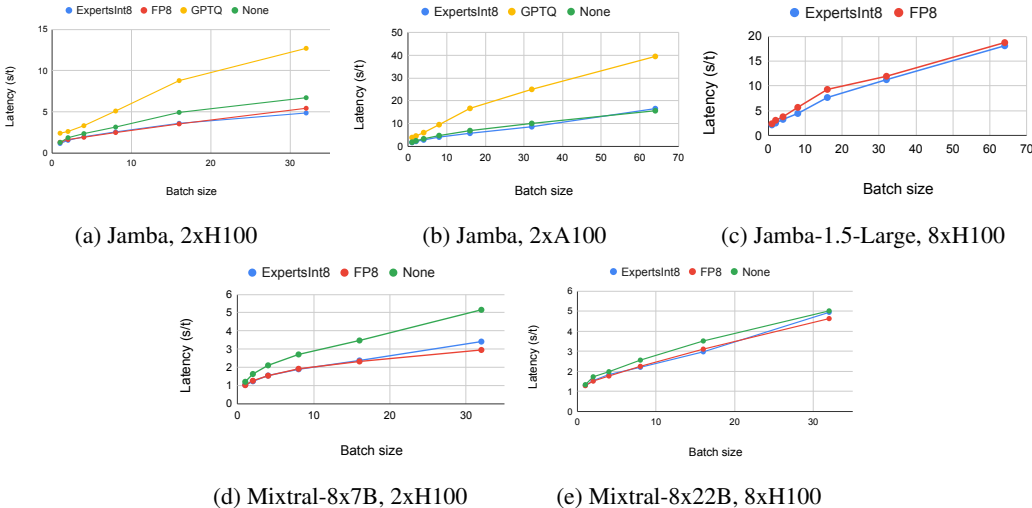 ExpertsInt8 FP8 GPTQ None
Latency (s/t)
15
10
5
0
0 10 20 30
Batch size
(a) Jamba, 2xH100
ExpertsInt8 GPTQ None
Latency (s/t)
50
40
30
20
10
0
0 10 20 30 40 50 60 70
Batch size
(b) Jamba, 2xA100
ExpertsInt8 FP8
Latency (s/t)
20
15
10
5
0
0 10 20 30 40 50 60 70
Batch size
(c) Jamba-1.5-Large, 8xH100
ExpertsInt8 FP8 None
Latency (s/t)
6
5
4
3
2
1
0
0 10 20 30
Batch size
(d) Mixtral-8x7B, 2xH100
ExpertsInt8 FP8 None
Latency (s/t)
6
5
4
3
2
1
0
0 10 20 30
Batch size
(e) Mixtral-8x22B, 8xH100